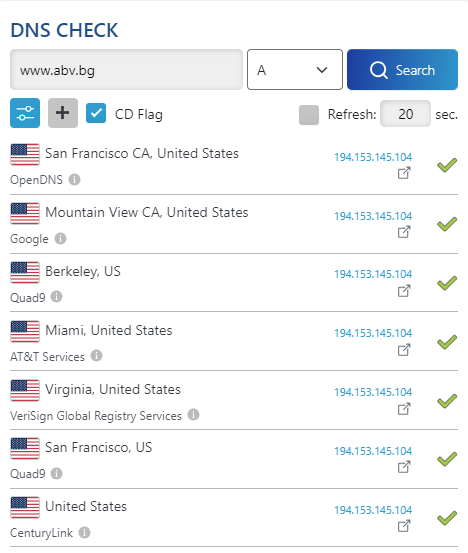 DNS CHECK
www.abv.bg
A
Search
CD Flag
Refresh: 20 sec.
San Francisco CA, United States
194.153.145.104
OpenDNS
Mountain View CA, United States
194.153.145.104
Google
Berkeley, US
194.153.145.104
Quad9
Miami, United States
194.153.145.104
AT&T Services
Virginia, United States
194.153.145.104
VeriSign Global Registry Services
San Francisco, US
194.153.145.104
Quad9
United States
194.153.145.104
CenturyLink